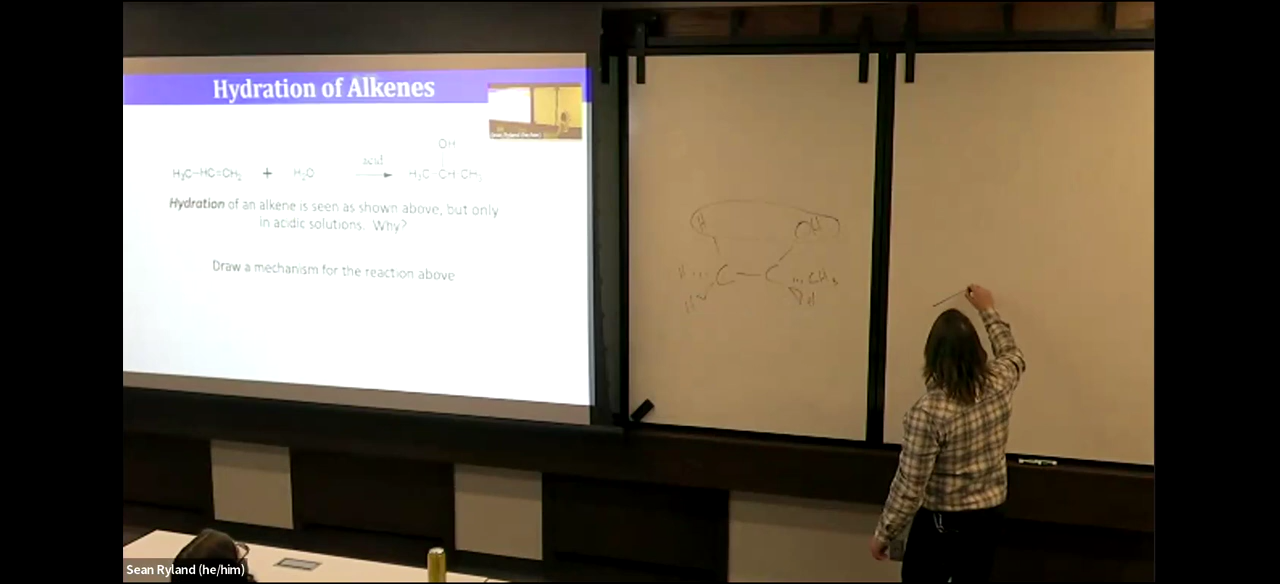 Hydration of Alkenes
OH
acid
H₃C-HC=CH₂ + H₂O → H₃C-CH-CH₃
Hydration of an alkene is seen as shown above, but only
in acidic solutions. Why?
Draw a mechanism for the reaction above
H OH
C — C CH₃
H H
Sean Ryland (he/him)